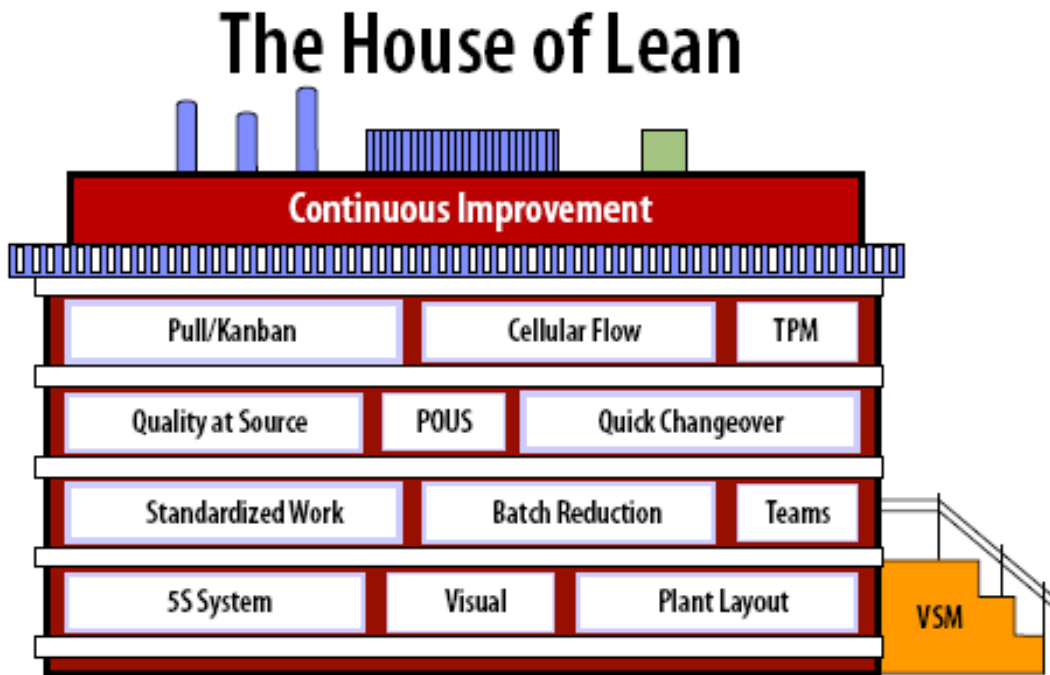 The House of Lean
Continuous Improvement
Pull/Kanban Cellular Flow TPM
Quality at Source POUS Quick Changeover
Standardized Work Batch Reduction Teams
5S System Visual Plant Layout
VSM